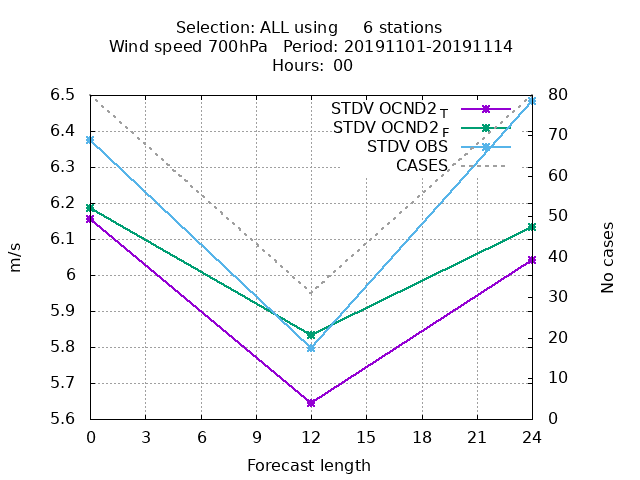 Selection: ALL using     6 stations
Wind speed 700hPa   Period: 20191101-20191114
Hours:  00
6.5
6.4
6.3
6.2
6.1
6
5.9
5.8
5.7
5.6
m/s
STDV OCND2 T
STDV OCND2 F
STDV OBS
CASES
80
70
60
50
40
30
20
10
0
No cases
0 3 6 9 12 15 18 21 24
Forecast length